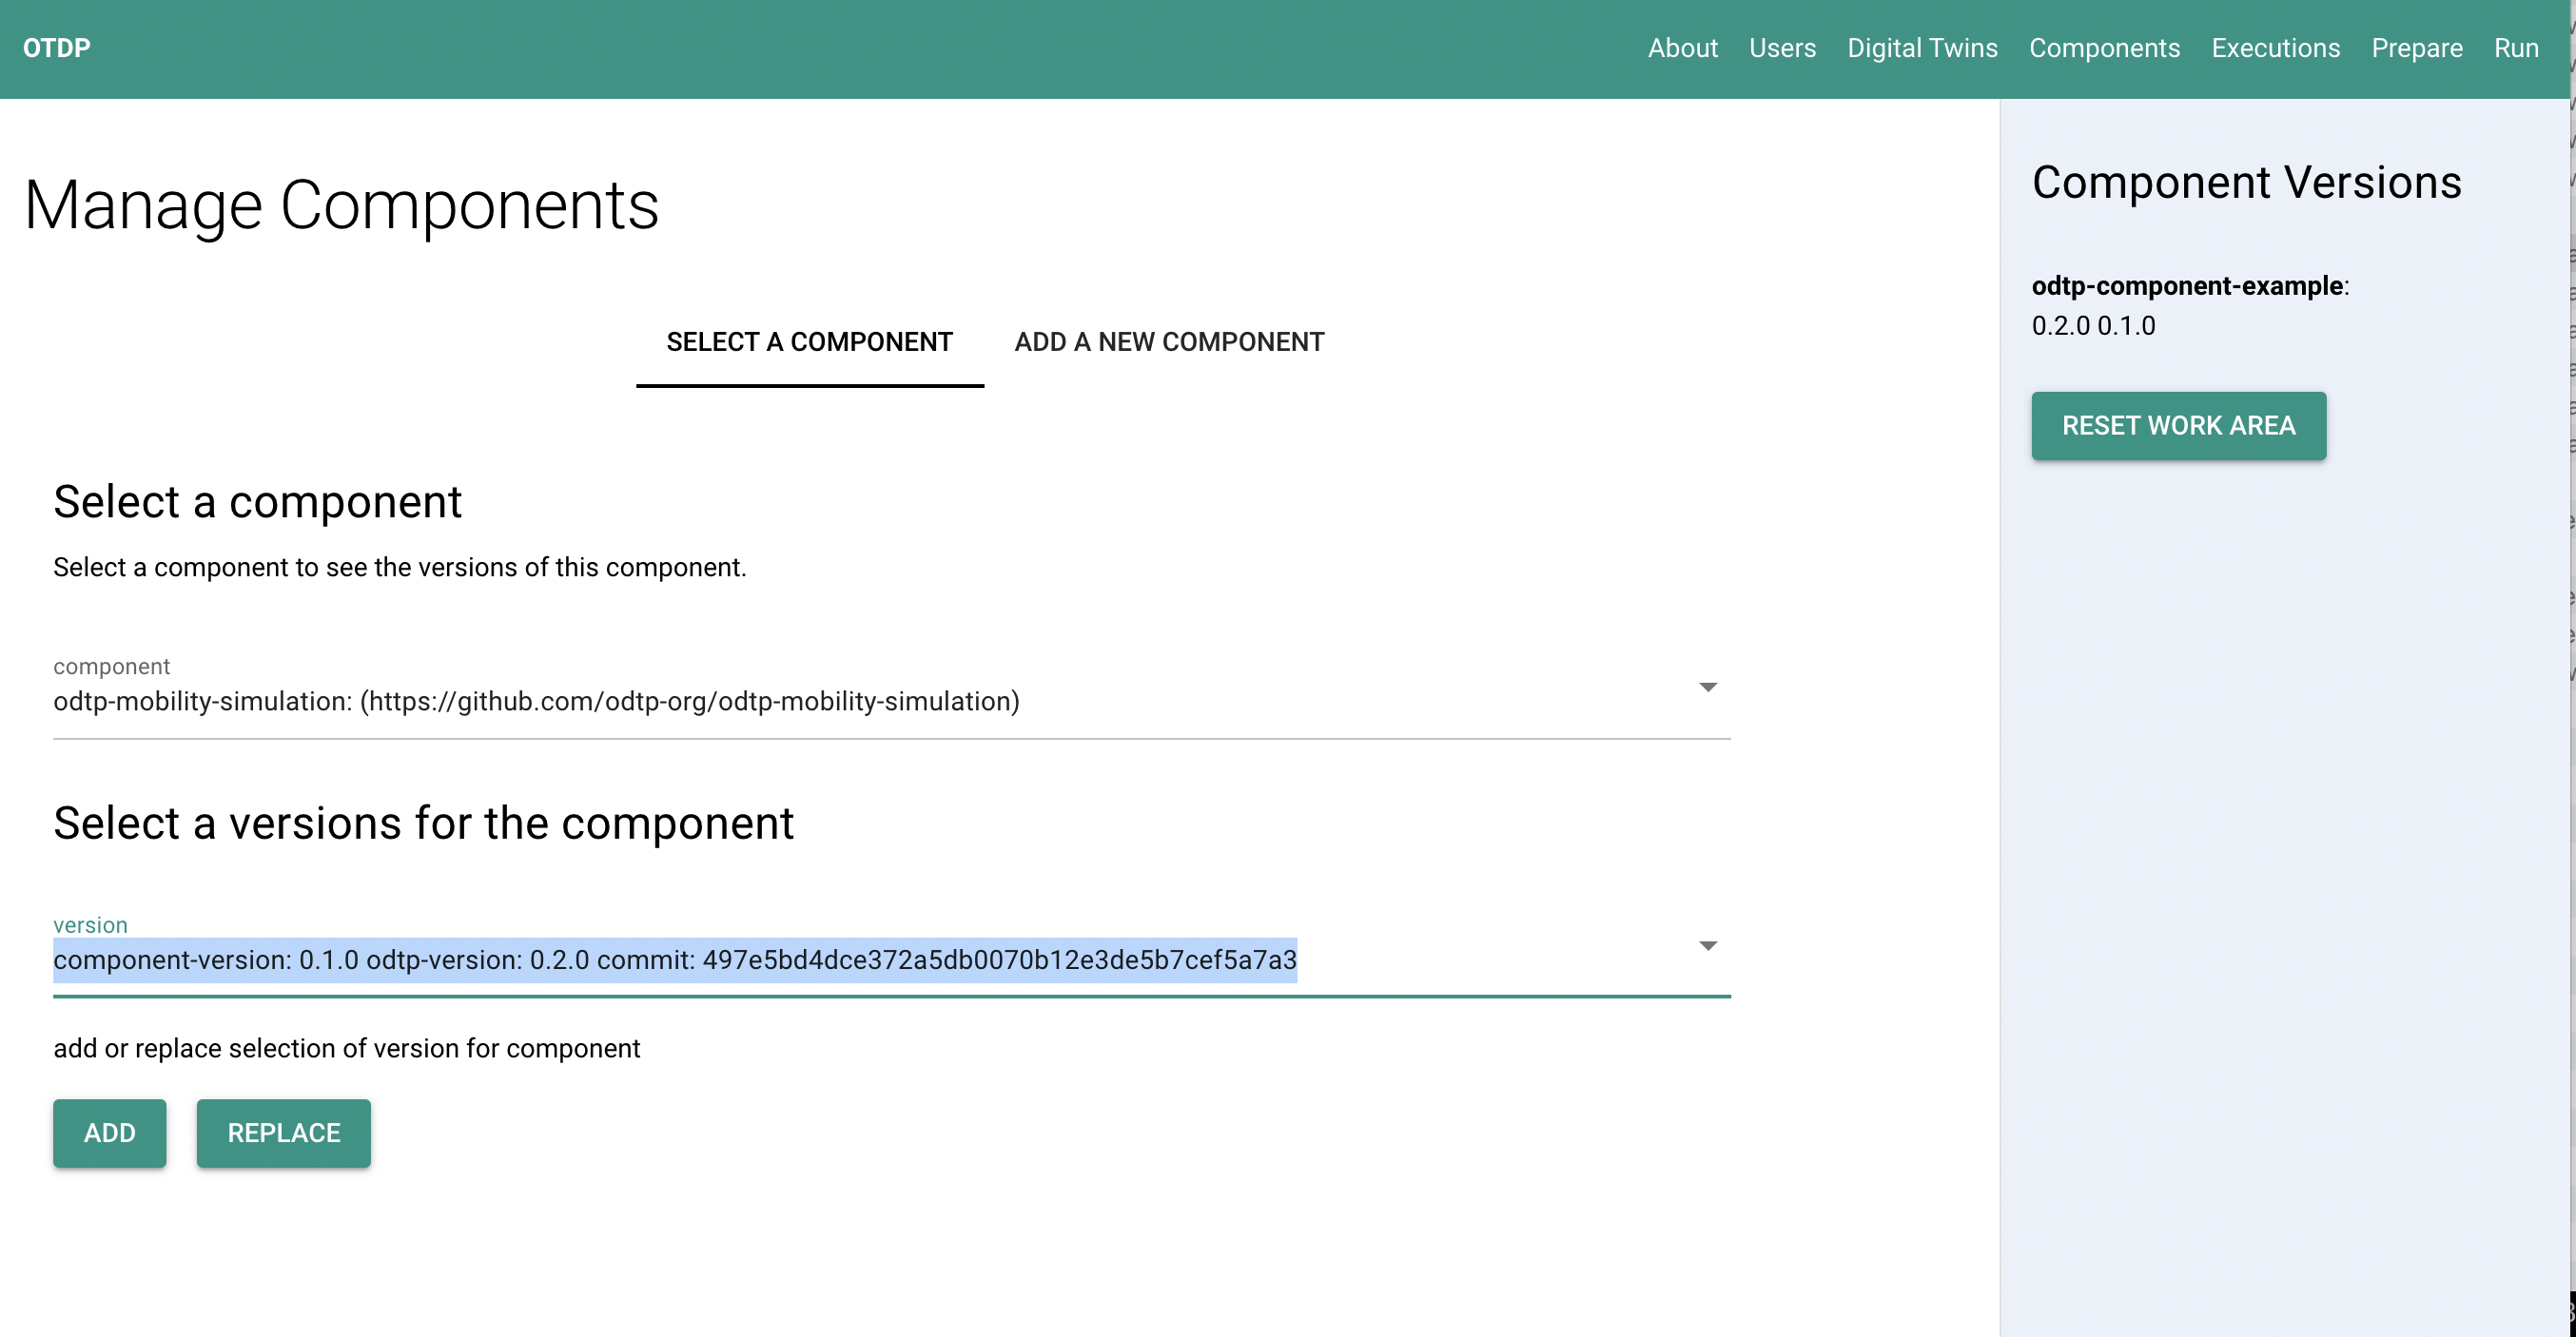 OTDP
About Users Digital Twins Components Executions Prepare Run
Manage Components
SELECT A COMPONENT ADD A NEW COMPONENT
Select a component
Select a component to see the versions of this component.
component
odtp-mobility-simulation: (https://github.com/odtp-org/odtp-mobility-simulation)
Select a versions for the component
version
component-version: 0.1.0 odtp-version: 0.2.0 commit: 497e5bd4dce372a5db0070b12e3de5b7cef5a7a3
add or replace selection of version for component
ADD REPLACE
Component Versions
odtp-component-example:
0.2.0 0.1.0
RESET WORK AREA